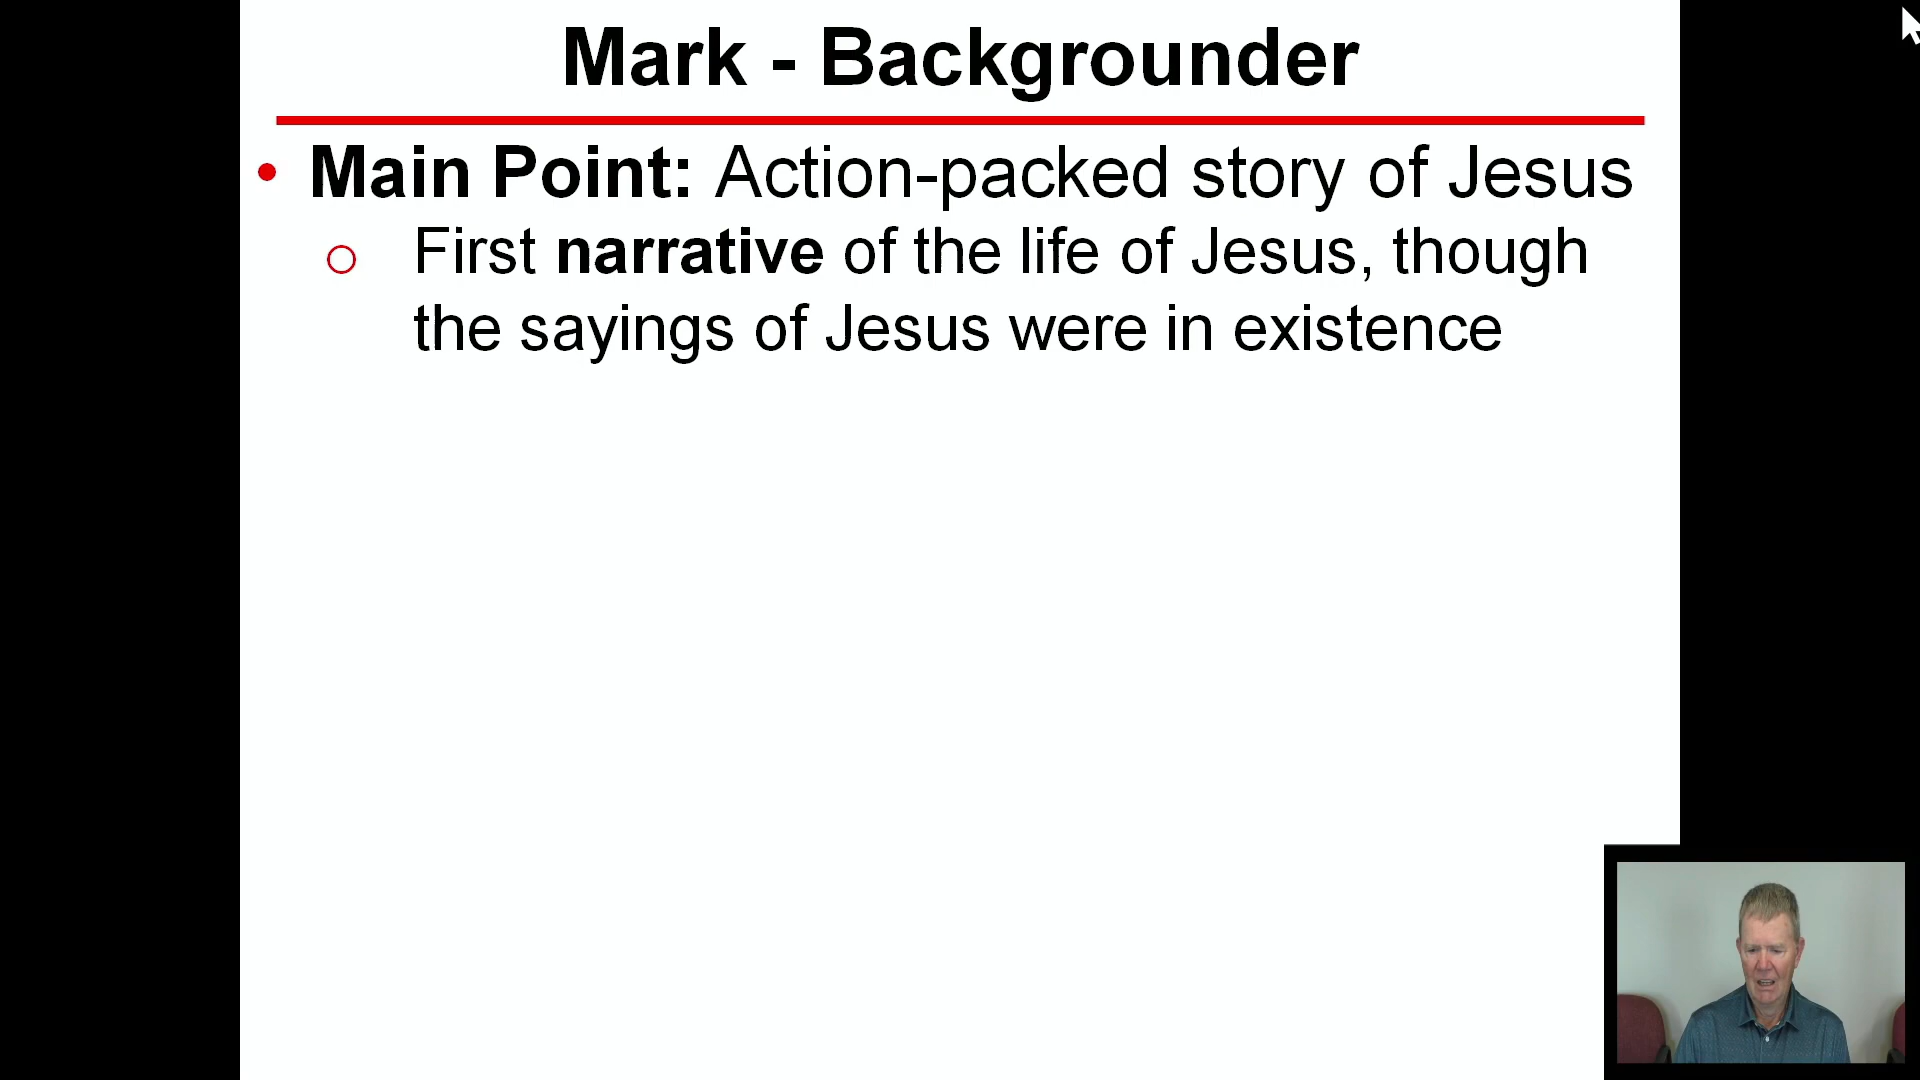 Mark - Backgrounder
• Main Point: Action-packed story of Jesus
o First narrative of the life of Jesus, though
the sayings of Jesus were in existence